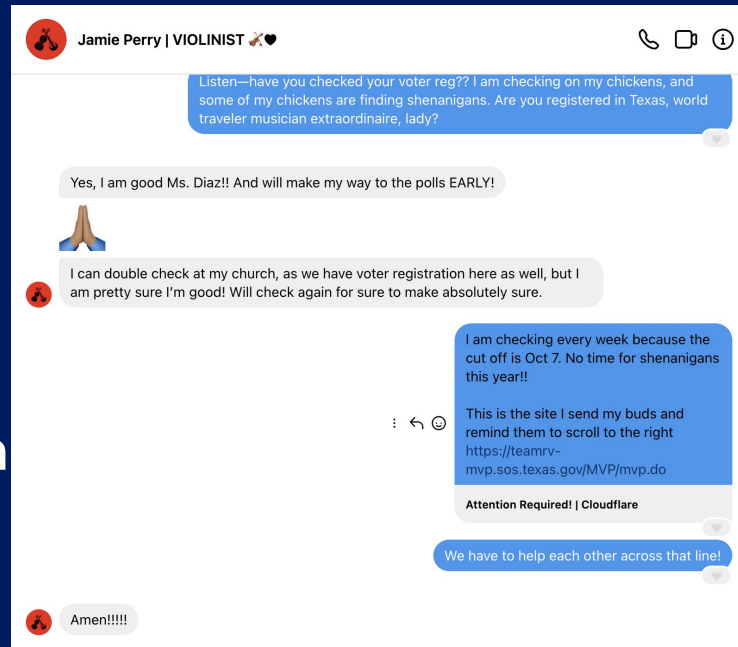 Jamie Perry | VIOLINIST 🎻🖤
Listen—have you checked your voter reg?? I am checking on my chickens, and
some of my chickens are finding shenanigans. Are you registered in Texas, world
traveler musician extraordinaire, lady?
Yes, I am good Ms. Diaz!! And will make my way to the polls EARLY!
🙏🏽
I can double check at my church, as we have voter registration here as well, but I
am pretty sure I'm good! Will check again for sure to make absolutely sure.
I am checking every week because the
cut off is Oct 7. No time for shenanigans
this year!!
This is the site I send my buds and
remind them to scroll to the right
https://teamrv-
mvp.sos.texas.gov/MVP/mvp.do
Attention Required! | Cloudflare
We have to help each other across that line!
Amen!!!!!